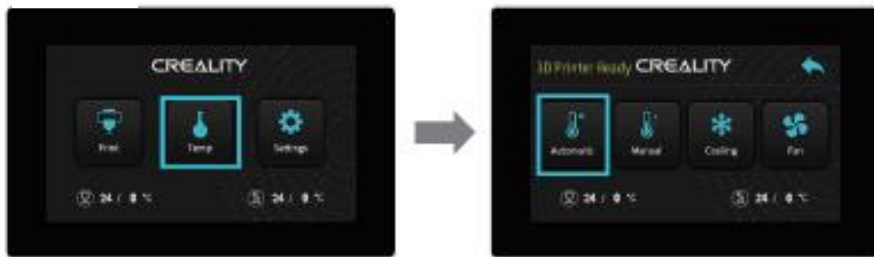 CREALITY
Print
Temp
Settings
24 / 0 °C
24 / 0 °C
3D Printer Ready CREALITY
Automatic
Manual
Cooling
Fan
24 / 0 °C
24 / 0 °C